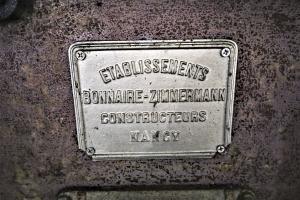 ETABLISSEMENTS
BONNAIRE-ZIMMERMANN
CONSTRUCTEURS
NANCY